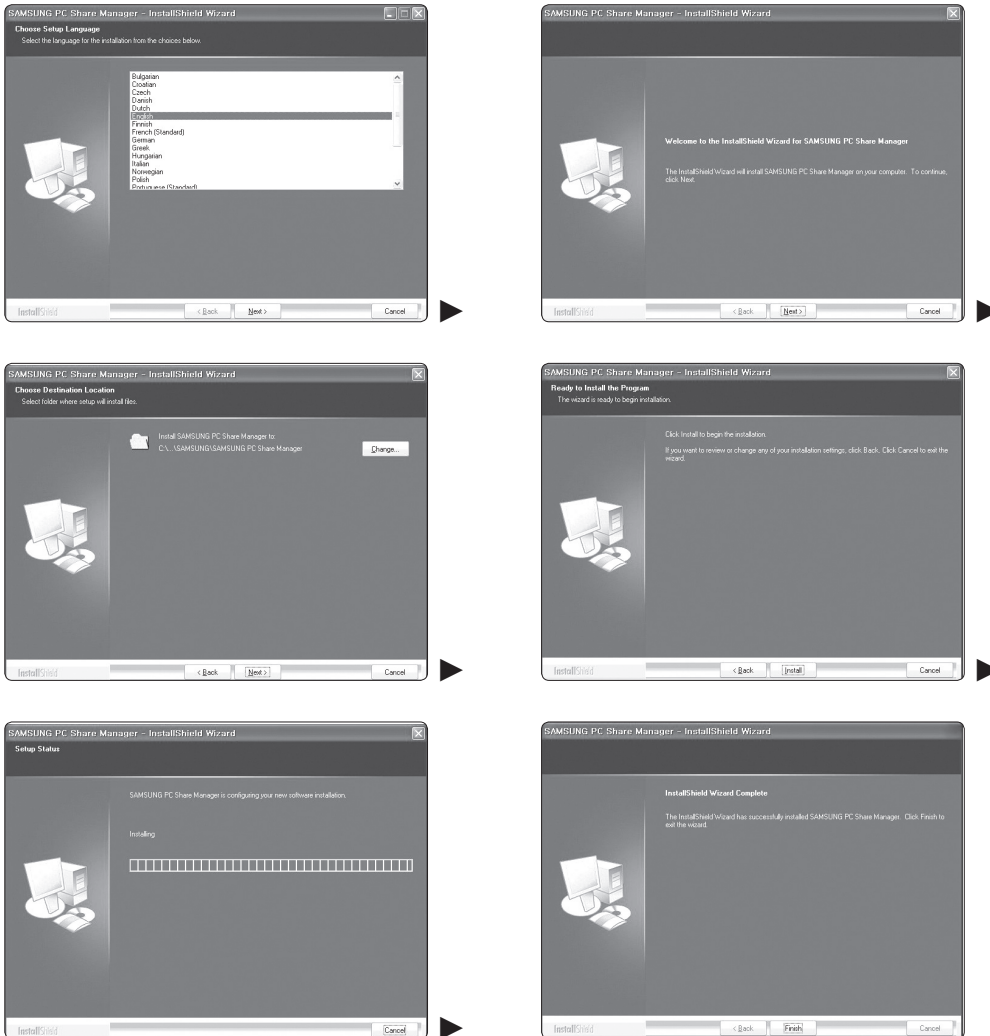 SAMSUNG PC Share Manager - InstallShield Wizard
Choose Setup Language
Select the language for the installation from the choices below.
Bulgarian
Croatian
Czech
Danish
Dutch
English
Finnish
French (Standard)
German
Greek
Hungarian
Italian
Norwegian
Polish
Portuguese (Standard)
InstallShield
< Back
Next >
Cancel
SAMSUNG PC Share Manager - InstallShield Wizard
Welcome to the InstallShield Wizard for SAMSUNG PC Share Manager
The InstallShield Wizard will install SAMSUNG PC Share Manager on your computer. To continue,
click Next.
InstallShield
< Back
Next >
Cancel
SAMSUNG PC Share Manager - InstallShield Wizard
Choose Destination Location
Select folder where setup will install files.
Install SAMSUNG PC Share Manager to:
C:\...\SAMSUNG\SAMSUNG PC Share Manager
Change...
InstallShield
< Back
Next >
Cancel
SAMSUNG PC Share Manager - InstallShield Wizard
Ready to Install the Program
The wizard is ready to begin installation.
Click Install to begin the installation.
If you want to review or change any of your installation settings, click Back. Click Cancel to exit the
wizard.
InstallShield
< Back
Install
Cancel
SAMSUNG PC Share Manager - InstallShield Wizard
Setup Status
SAMSUNG PC Share Manager is configuring your new software installation.
Installing
InstallShield
Cancel
SAMSUNG PC Share Manager - InstallShield Wizard
InstallShield Wizard Complete
The InstallShield Wizard has successfully installed SAMSUNG PC Share Manager. Click Finish to
exit the wizard.
InstallShield
< Back
Finish
Cancel